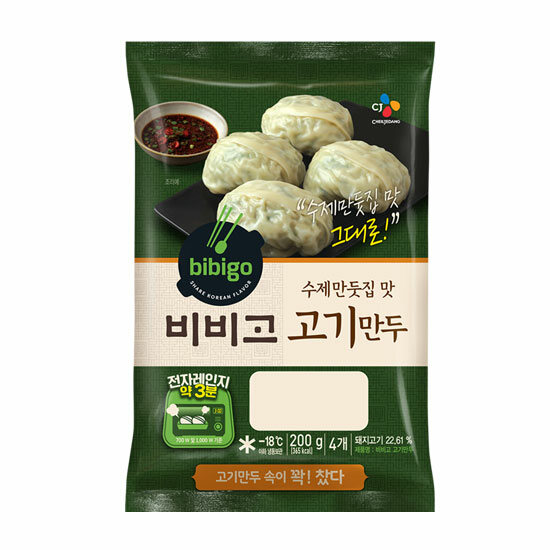 CJ
CHEILJEDANG
조리예
"수제만둣집 맛
그대로!"
bibigo
SHARE KOREAN FLAVOR
수제만둣집 맛
비비고 고기만두
전자레인지
약 3분
700 W 및 1,000 W 기준
-18℃
이하 냉동보관
200 g
(365 kcal)
4개
돼지고기 22.61 %
제품명 : 비비고 고기만두
고기만두 속이 꽉! 찼다